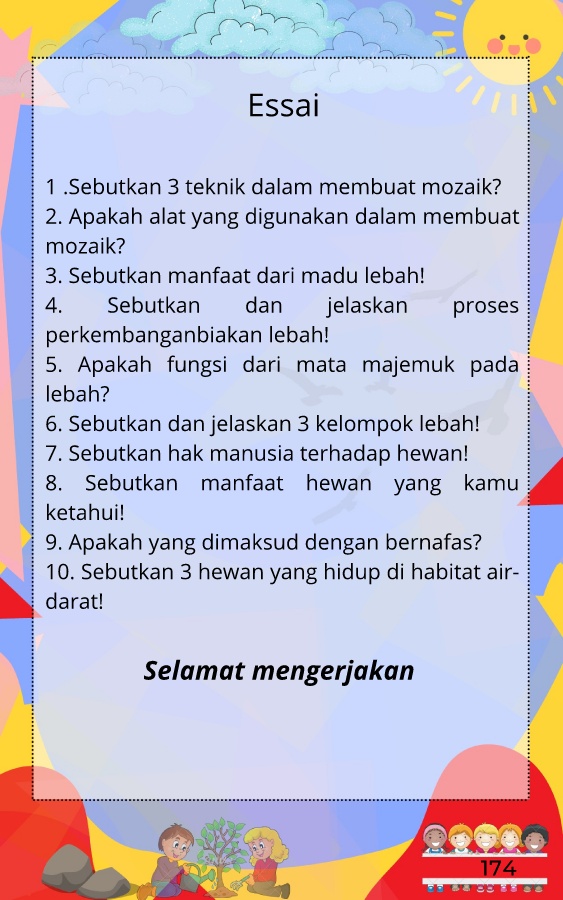 Essai
1 .Sebutkan 3 teknik dalam membuat mozaik?
2. Apakah alat yang digunakan dalam membuat
mozaik?
3. Sebutkan manfaat dari madu lebah!
4. Sebutkan dan jelaskan proses
perkembanganbiakan lebah!
5. Apakah fungsi dari mata majemuk pada
lebah?
6. Sebutkan dan jelaskan 3 kelompok lebah!
7. Sebutkan hak manusia terhadap hewan!
8. Sebutkan manfaat hewan yang kamu
ketahui!
9. Apakah yang dimaksud dengan bernafas?
10. Sebutkan 3 hewan yang hidup di habitat air-
darat!
Selamat mengerjakan
174